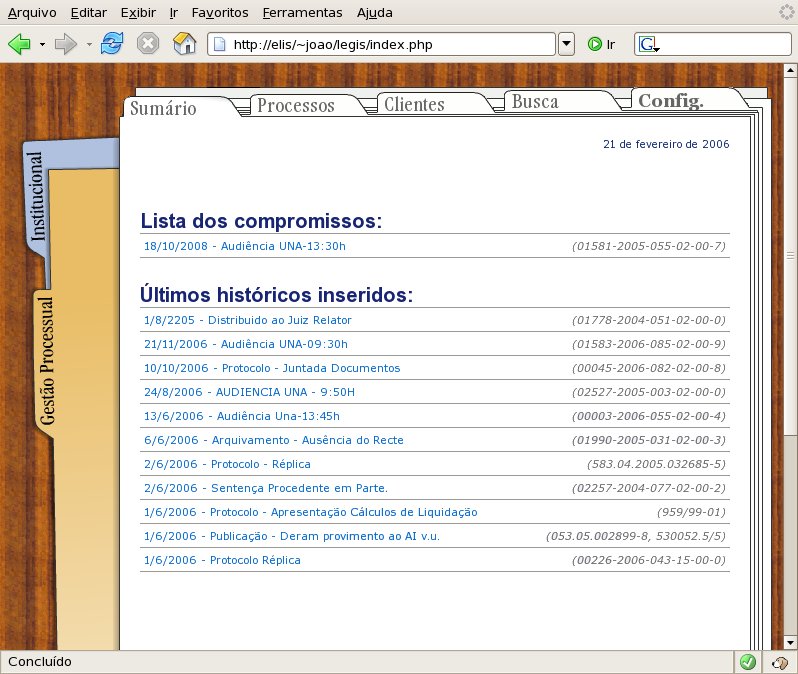 Arquivo Editar Exibir Ir Favoritos Ferramentas Ajuda
http://elis/~joao/legis/index.php Ir G
Sumário Processos Clientes Busca Config.
21 de fevereiro de 2006
Institucional
Gestão Processual
Lista dos compromissos:
18/10/2008 - Audiência UNA-13:30h (01581-2005-055-02-00-7)
Últimos históricos inseridos:
1/8/2205 - Distribuido ao Juiz Relator (01778-2004-051-02-00-0)
21/11/2006 - Audiência UNA-09:30h (01583-2006-085-02-00-9)
10/10/2006 - Protocolo - Juntada Documentos (00045-2006-082-02-00-8)
24/8/2006 - AUDIENCIA UNA - 9:50H (02527-2005-003-02-00-0)
13/6/2006 - Audiência Una-13:45h (00003-2006-055-02-00-4)
6/6/2006 - Arquivamento - Ausência do Recte (01990-2005-031-02-00-3)
2/6/2006 - Protocolo - Réplica (583.04.2005.032685-5)
2/6/2006 - Sentença Procedente em Parte. (02257-2004-077-02-00-2)
1/6/2006 - Protocolo - Apresentação Cálculos de Liquidação (959/99-01)
1/6/2006 - Publicação - Deram provimento ao AI v.u. (053.05.002899-8, 530052.5/5)
1/6/2006 - Protocolo Réplica (00226-2006-043-15-00-0)
Concluído